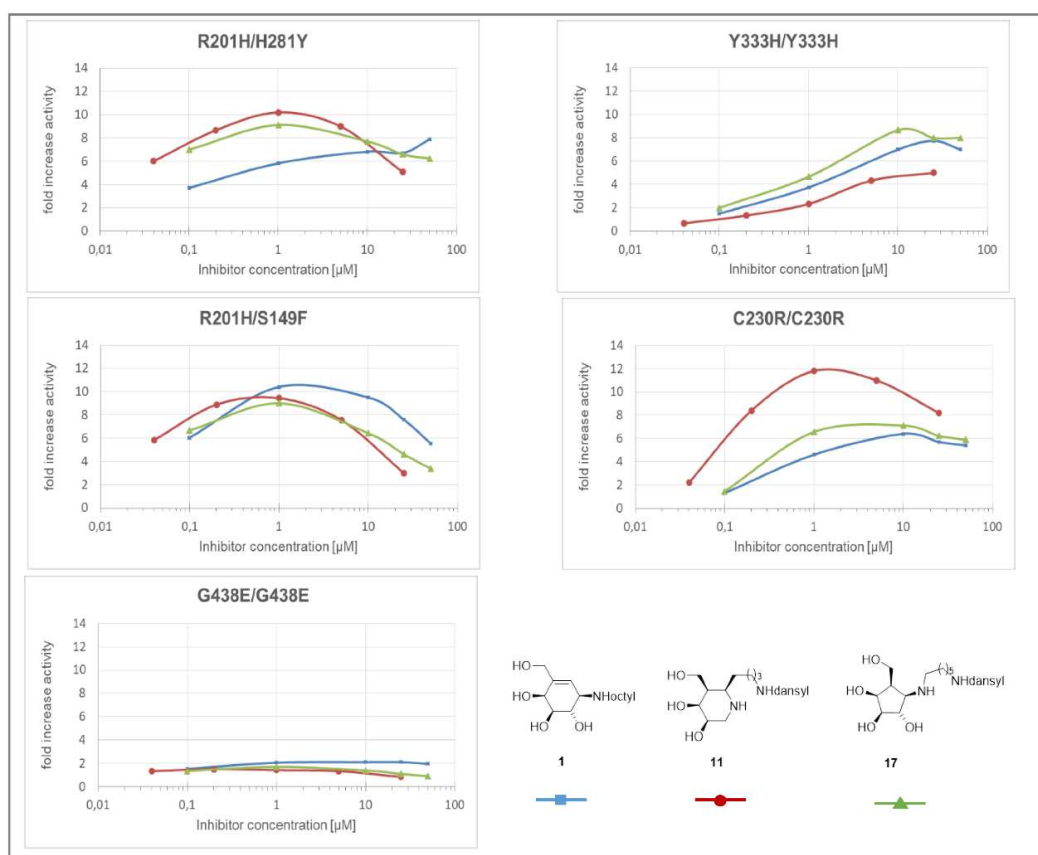 R201H/H281Y
fold increase activity
14
12
10
8
6
4
2
0
0,01 0,1 1 10 100
Inhibitor concentration [µM]
Y333H/Y333H
fold increase activity
14
12
10
8
6
4
2
0
0,01 0,1 1 10 100
Inhibitor concentration [µM]
R201H/S149F
fold increase activity
14
12
10
8
6
4
2
0
0,01 0,1 1 10 100
Inhibitor concentration [µM]
C230R/C230R
fold increase activity
14
12
10
8
6
4
2
0
0,01 0,1 1 10 100
Inhibitor concentration [µM]
G438E/G438E
fold increase activity
14
12
10
8
6
4
2
0
0,01 0,1 1 10 100
Inhibitor concentration [µM]
HO
HO
NHoctyl
HO
OH
1
HO
( )3
NHdansyl
HO
NH
HO
11
HO
( )5
NHdansyl
NH
HO
HO
OH
17